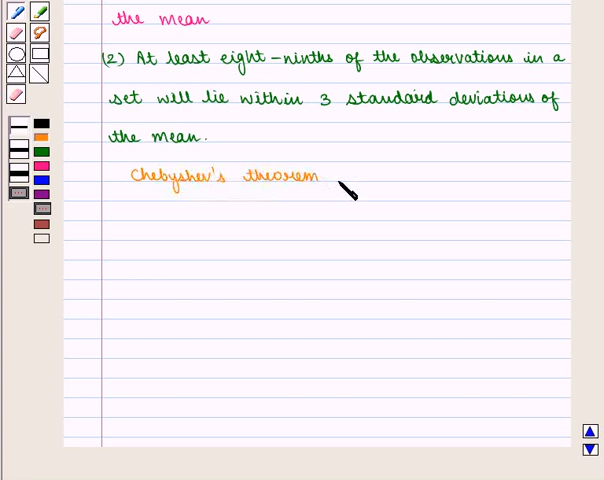 the mean
(2) At least eight-ninths of the observations in a
set will lie within 3 standard deviations of
the mean.
Chebyshev's theorem